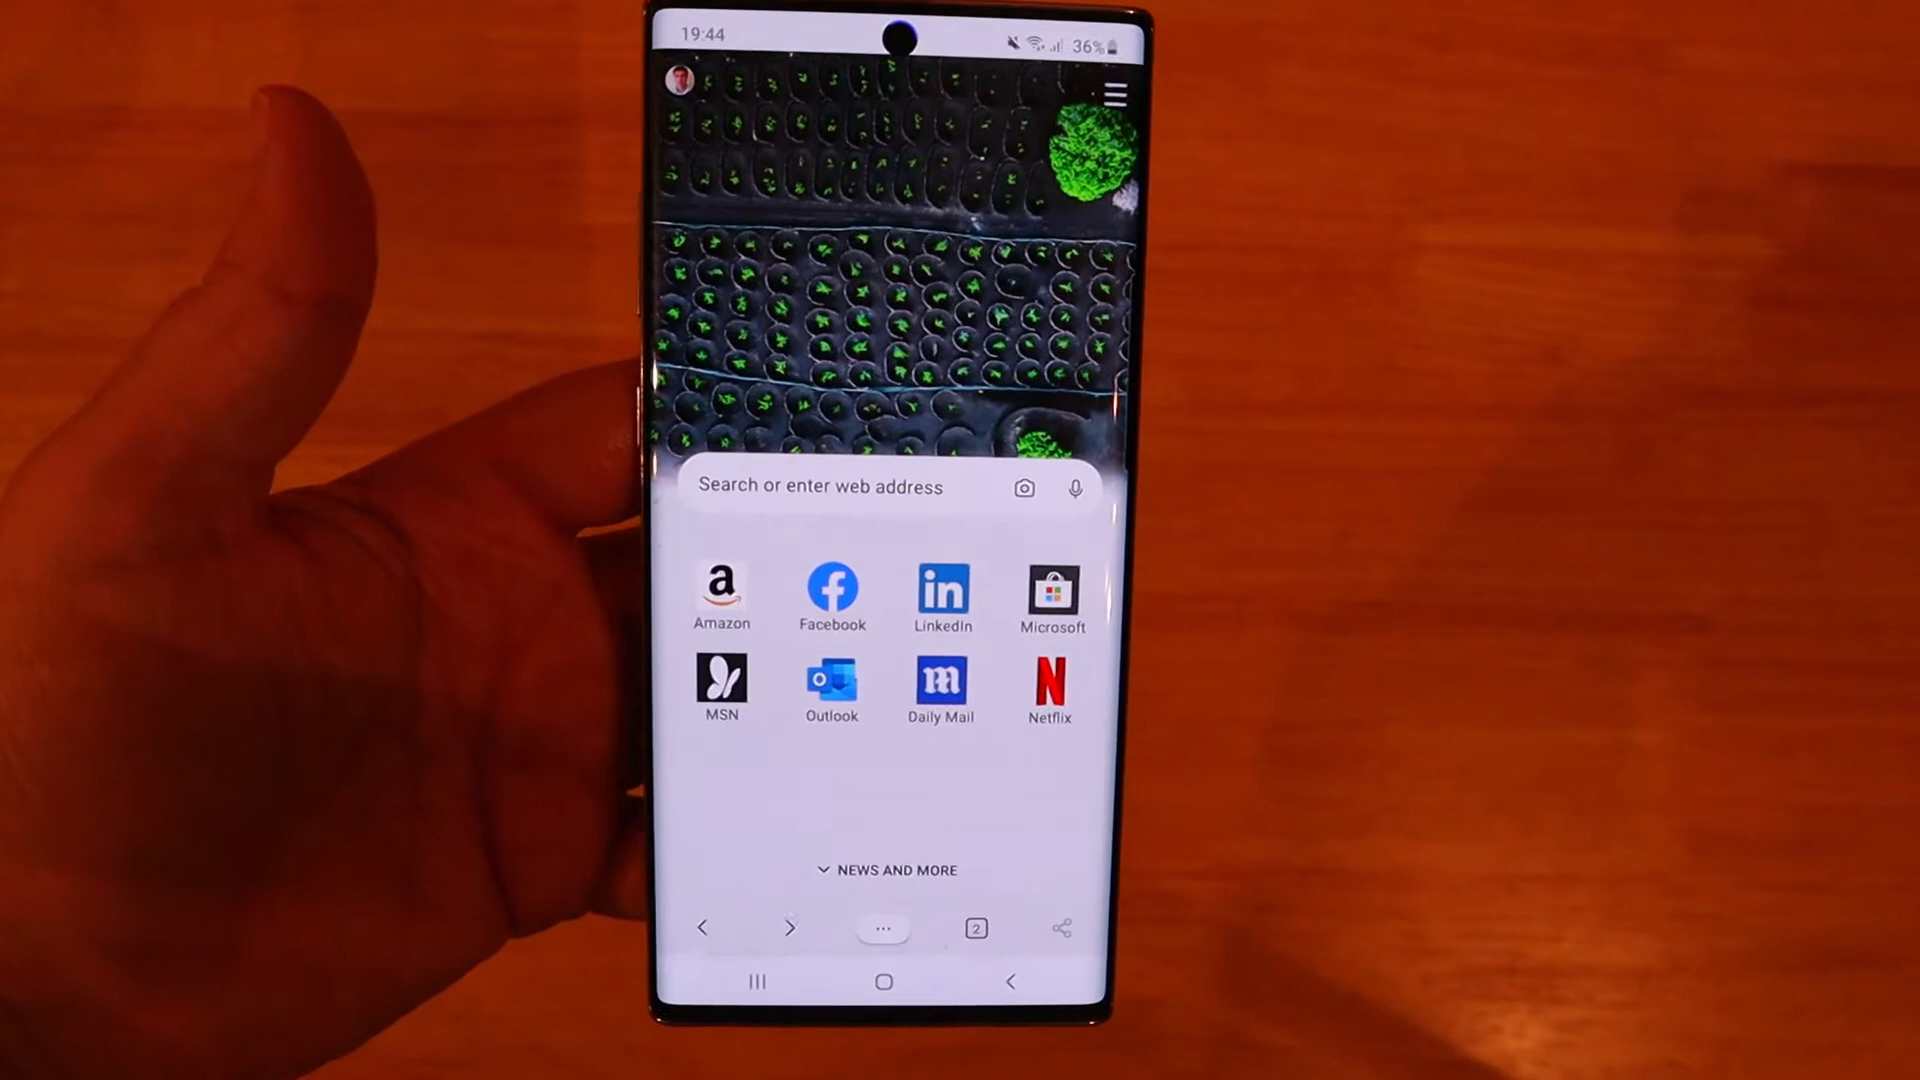 19:44
36%
Search or enter web address
a
f
in
Amazon
Facebook
LinkedIn
Microsoft
O
m
N
MSN
Outlook
Daily Mail
Netflix
NEWS AND MORE
...
2